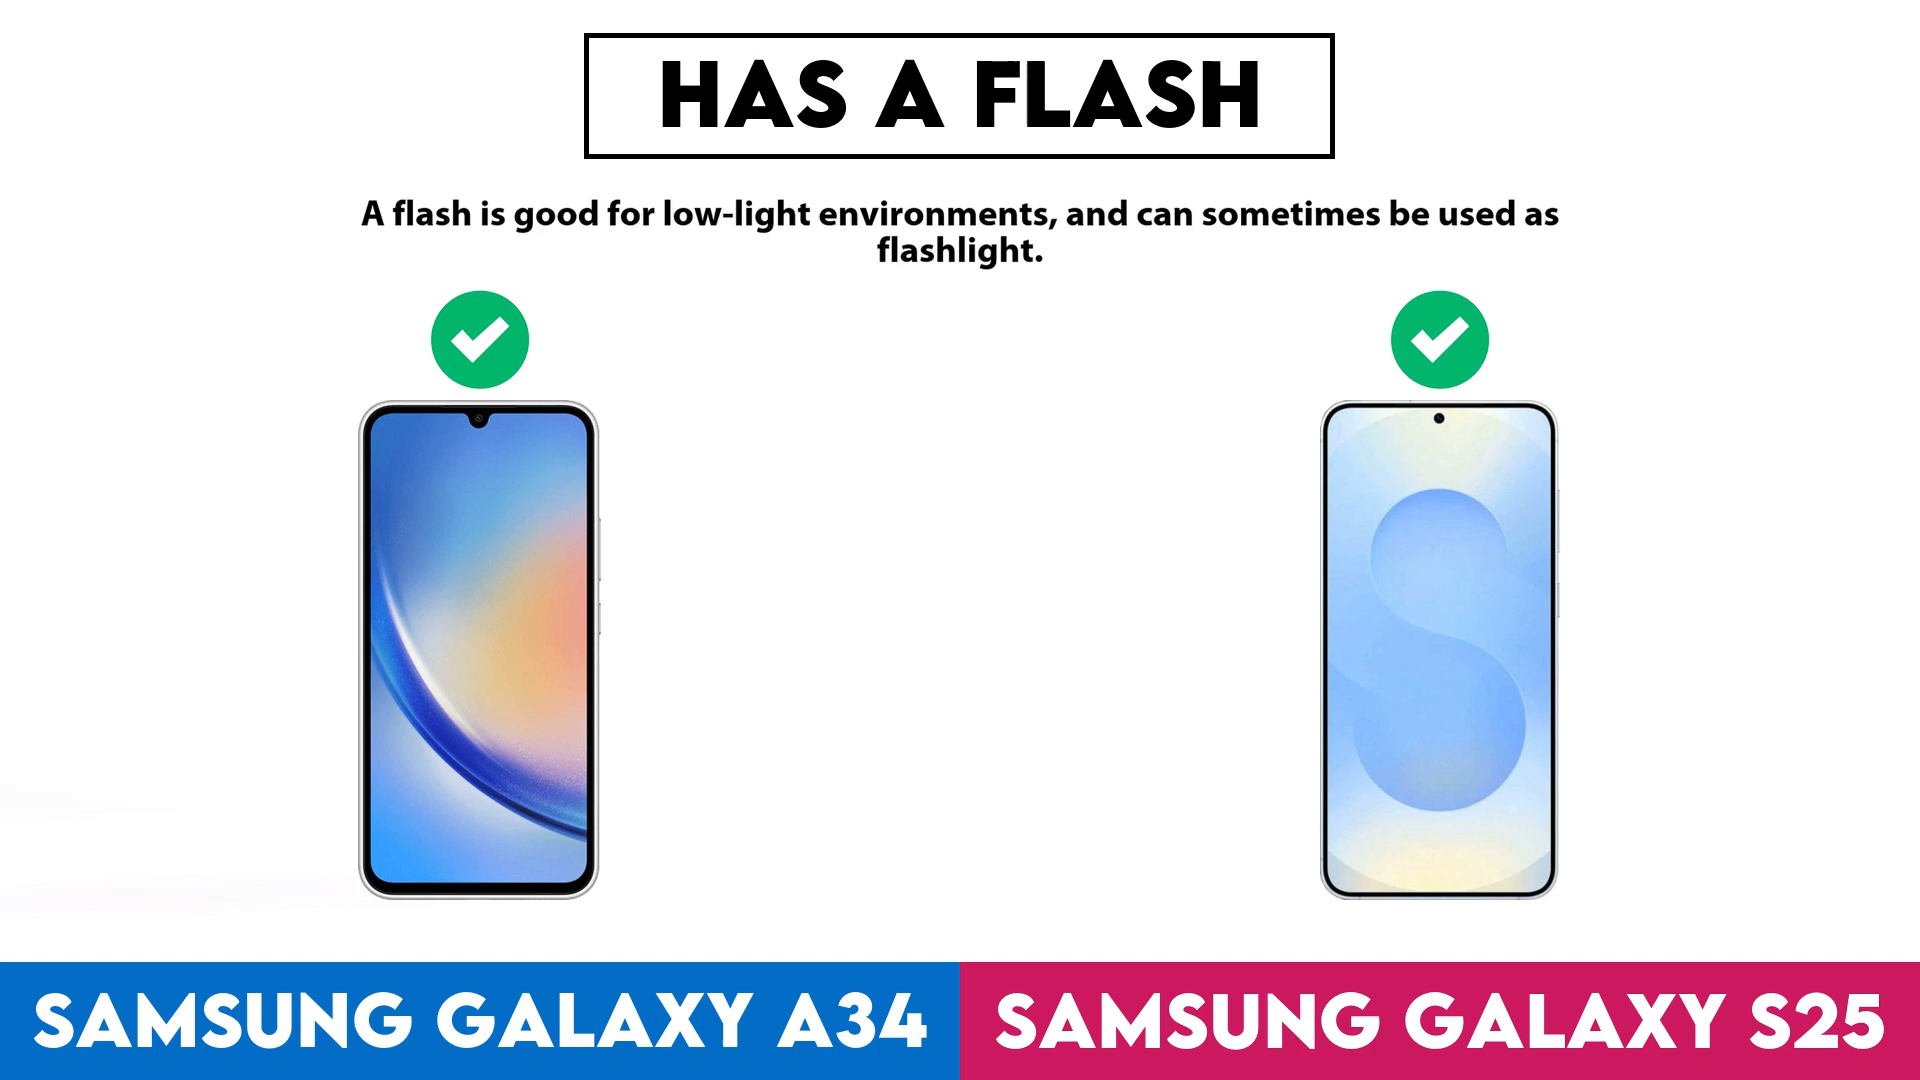 HAS A FLASH
A flash is good for low-light environments, and can sometimes be used as
flashlight.
SAMSUNG GALAXY A34
SAMSUNG GALAXY S25